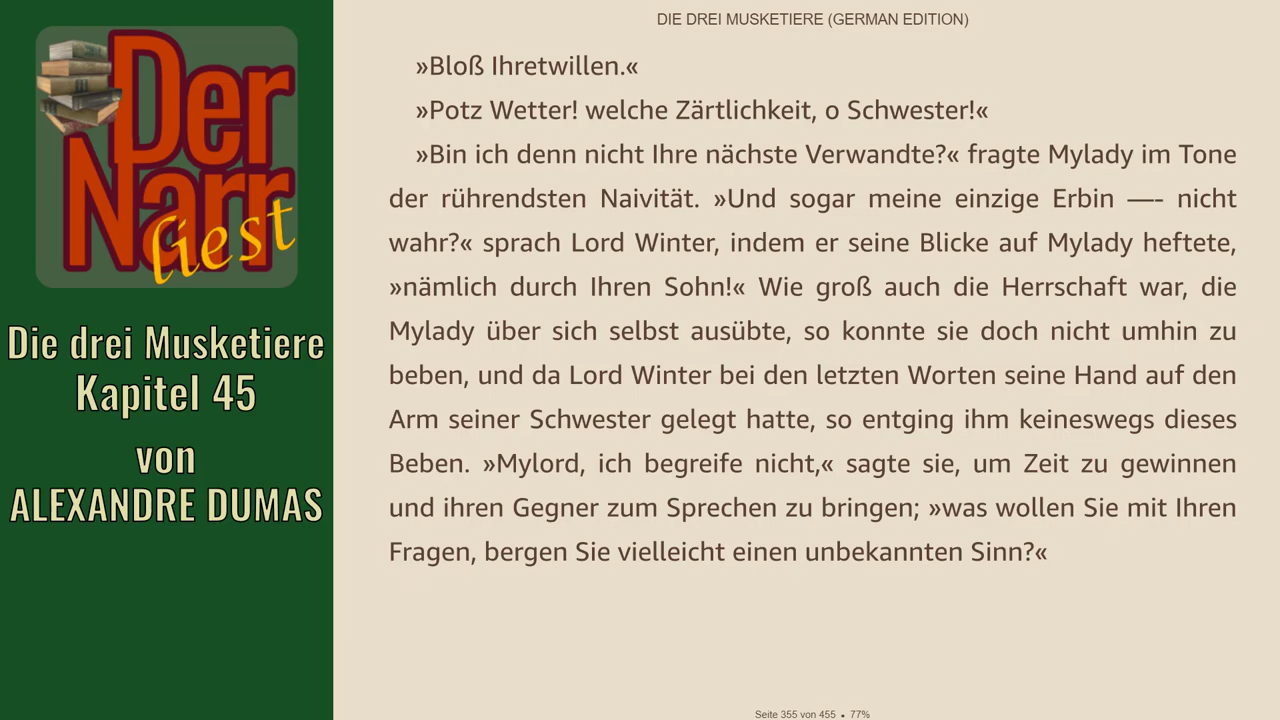 Der
Narr
liest
Die drei Musketiere
Kapitel 45
von
ALEXANDRE DUMAS
DIE DREI MUSKETIERE (GERMAN EDITION)
»Bloß Ihretwillen.«
»Potz Wetter! welche Zärtlichkeit, o Schwester!«
»Bin ich denn nicht Ihre nächste Verwandte?« fragte Mylady im Tone
der rührendsten Naivität. »Und sogar meine einzige Erbin —- nicht
wahr?« sprach Lord Winter, indem er seine Blicke auf Mylady heftete,
»nämlich durch Ihren Sohn!« Wie groß auch die Herrschaft war, die
Mylady über sich selbst ausübte, so konnte sie doch nicht umhin zu
beben, und da Lord Winter bei den letzten Worten seine Hand auf den
Arm seiner Schwester gelegt hatte, so entging ihm keineswegs dieses
Beben. »Mylord, ich begreife nicht,« sagte sie, um Zeit zu gewinnen
und ihren Gegner zum Sprechen zu bringen; »was wollen Sie mit Ihren
Fragen, bergen Sie vielleicht einen unbekannten Sinn?«
Seite 355 von 455 • 77%